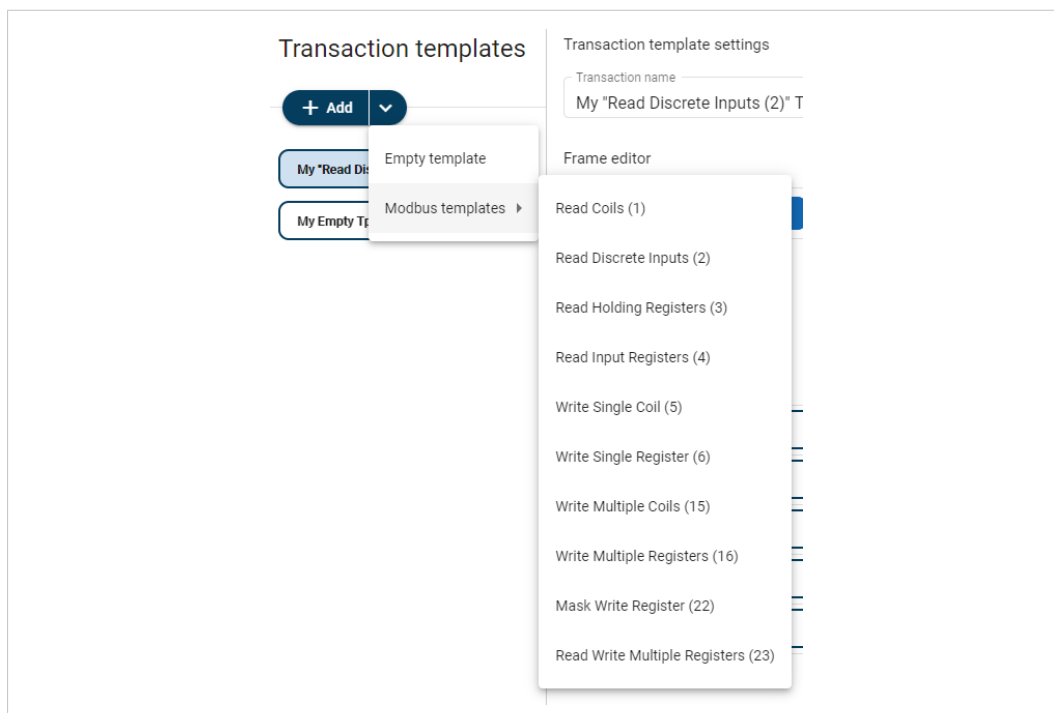 Transaction templates
Transaction template settings
Transaction name
My "Read Discrete Inputs (2)" T
+ Add
Empty template
Frame editor
My "Read Dis
Modbus templates
My Empty Tp
Read Coils (1)
Read Discrete Inputs (2)
Read Holding Registers (3)
Read Input Registers (4)
Write Single Coil (5)
Write Single Register (6)
Write Multiple Coils (15)
Write Multiple Registers (16)
Mask Write Register (22)
Read Write Multiple Registers (23)